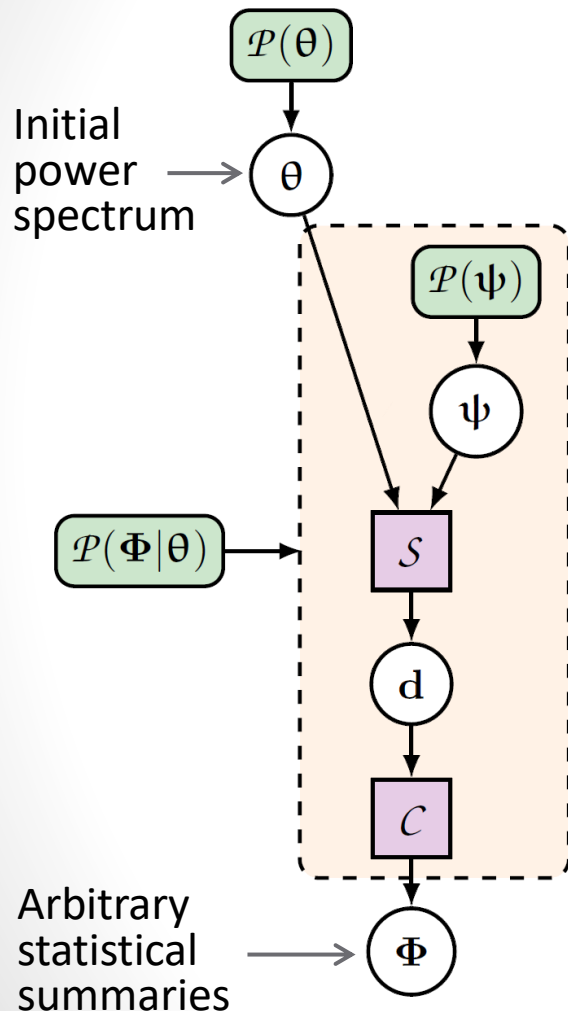 𝒫(θ)
Initial
power
spectrum
θ
𝒫(ψ)
ψ
𝒫(Φ|θ)
𝒮
d
𝒞
Arbitrary
statistical
summaries
Φ